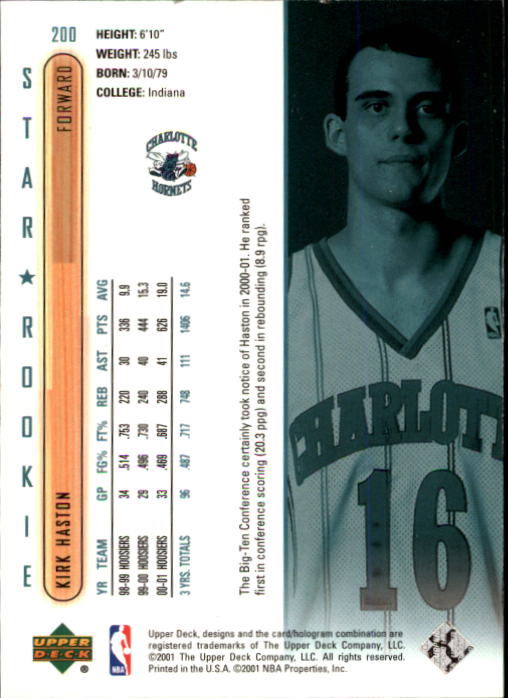 200
HEIGHT: 6'10"
WEIGHT: 245 lbs
BORN: 3/10/79
COLLEGE: Indiana
STAR ★ ROOKIE
KIRK HASTON FORWARD
CHARLOTTE
HORNETS
YR TEAM GP FG% FT% REB AST PTS AVG
98-99 HOOSIERS 34 .514 .753 220 30 336 9.9
99-00 HOOSIERS 29 .496 .730 240 40 444 15.3
00-01 HOOSIERS 33 .469 .687 288 41 626 19.0
3 YRS. TOTALS 96 .487 .717 748 111 1406 14.6
The Big-Ten Conference certainly took notice of Haston in 2000-01. He ranked
first in conference scoring (20.3 ppg) and second in rebounding (8.9 rpg).
CHARLOTT
16
UPPER
DECK
®
NBA
Upper Deck, designs and the card/hologram combination are
registered trademarks of The Upper Deck Company, LLC.
©2001 The Upper Deck Company, LLC. All rights reserved.
Printed in the U.S.A. ©2001 NBA Properties, Inc.